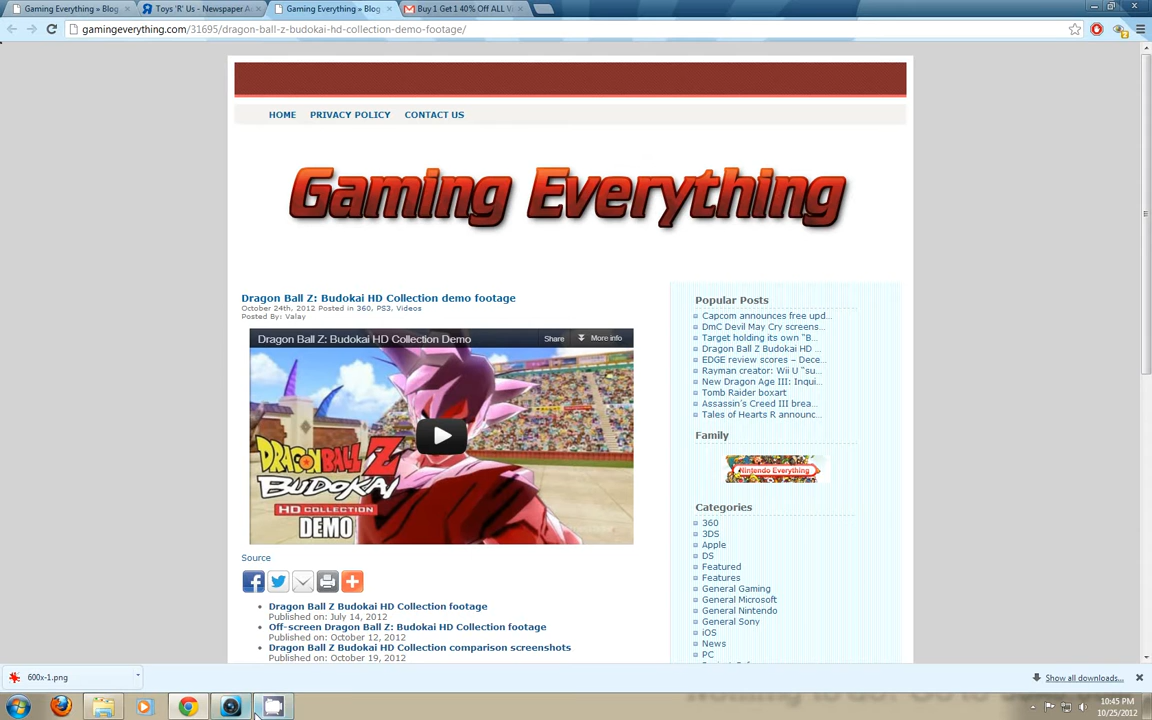 Gaming Everything » Blog
Toys 'R' Us - Newspaper A
Gaming Everything » Blog
Buy 1 Get 1 40% Off ALL V
gamingeverything.com/31695/dragon-ball-z-budokai-hd-collection-demo-footage/
HOME PRIVACY POLICY CONTACT US
Gaming Everything
Dragon Ball Z: Budokai HD Collection demo footage
October 24th, 2012 Posted in 360, PS3, Videos
Posted By: Valay
Dragon Ball Z: Budokai HD Collection Demo
Share More info
DRAGONBALL Z
BUDOKAI
HD COLLECTION
DEMO
Source
Dragon Ball Z Budokai HD Collection footage
Published on: July 14, 2012
Off-screen Dragon Ball Z: Budokai HD Collection footage
Published on: October 12, 2012
Dragon Ball Z Budokai HD Collection comparison screenshots
Published on: October 19, 2012
Popular Posts
Capcom announces free upd...
DmC Devil May Cry screens...
Target holding its own "B...
Dragon Ball Z Budokai HD ...
EDGE review scores – Dece...
Rayman creator: Wii U "su...
New Dragon Age III: Inqui...
Tomb Raider boxart
Assassin's Creed III brea...
Tales of Hearts R announc...
Family
Nintendo Everything
Categories
360
3DS
Apple
DS
Featured
Features
General Gaming
General Microsoft
General Nintendo
General Sony
iOS
News
PC
600x-1.png
Show all downloads...
10:45 PM
10/25/2012